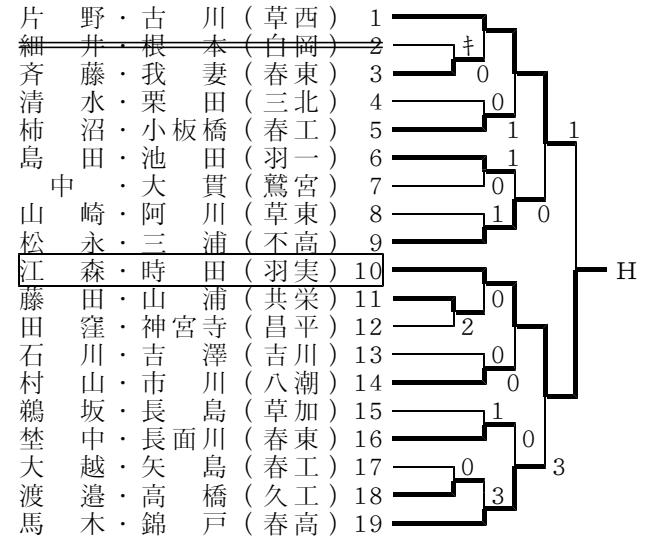 片野・古川(草西) 1
細井・根本(白岡) 2 キ
斉藤・我妻(春東) 3 0
清水・栗田(三北) 4 0
柿沼・小板橋(春工) 5 1 1
島田・池田(羽一) 6 1
中・大貫(鷲宮) 7 0
山崎・阿川(草東) 8 1 0
松永・三浦(不高) 9
江森・時田(羽実) 10 H
藤田・山浦(共栄) 11 0
田窪・神宮寺(昌平) 12 2
石川・吉澤(吉川) 13 0
村山・市川(八潮) 14 0
鵜坂・長島(草加) 15 1
埜中・長面川(春東) 16 0
大越・矢島(春工) 17 0 3
渡邉・高橋(久工) 18 3
馬木・錦戸(春高) 19